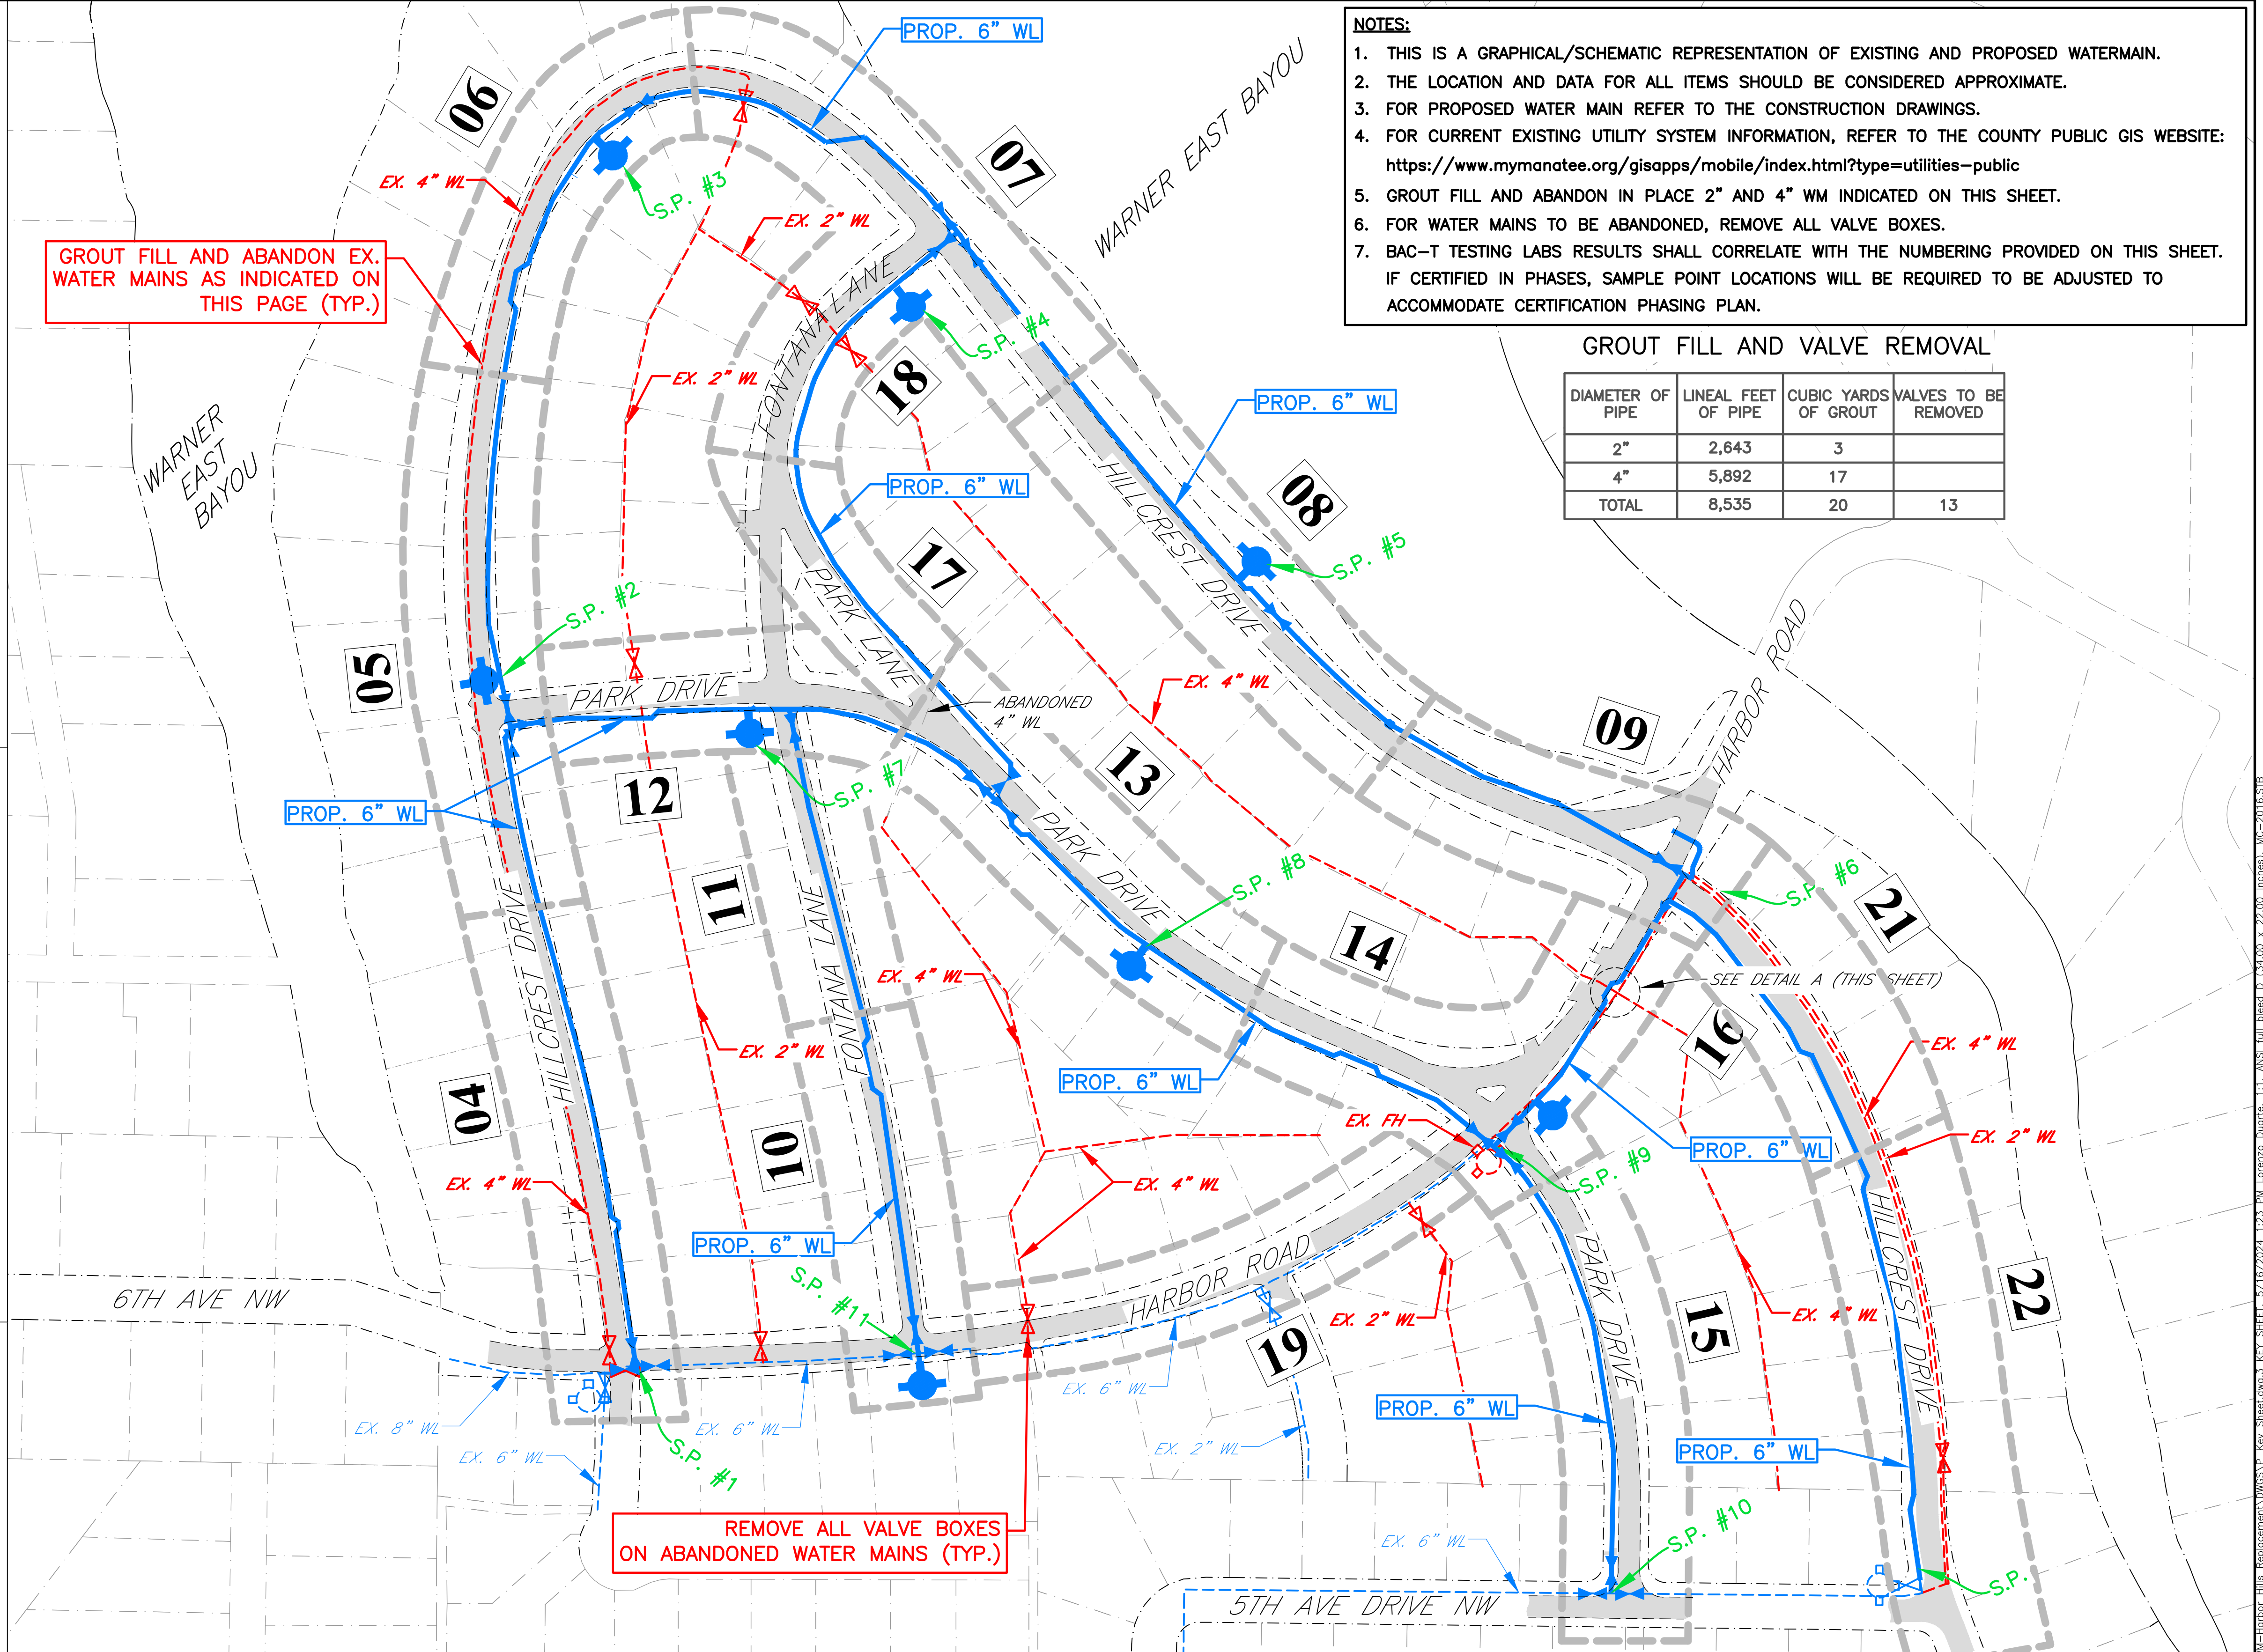 NOTES:
1. THIS IS A GRAPHICAL/SCHEMATIC REPRESENTATION OF EXISTING AND PROPOSED WATERMAIN.
2. THE LOCATION AND DATA FOR ALL ITEMS SHOULD BE CONSIDERED APPROXIMATE.
3. FOR PROPOSED WATER MAIN REFER TO THE CONSTRUCTION DRAWINGS.
4. FOR CURRENT EXISTING UTILITY SYSTEM INFORMATION, REFER TO THE COUNTY PUBLIC GIS WEBSITE:
https://www.mymanatee.org/gisapps/mobile/index.html?type=utilities-public
5. GROUT FILL AND ABANDON IN PLACE 2" AND 4" WM INDICATED ON THIS SHEET.
6. FOR WATER MAINS TO BE ABANDONED, REMOVE ALL VALVE BOXES.
7. BAC-T TESTING LABS RESULTS SHALL CORRELATE WITH THE NUMBERING PROVIDED ON THIS SHEET.
IF CERTIFIED IN PHASES, SAMPLE POINT LOCATIONS WILL BE REQUIRED TO BE ADJUSTED TO
ACCOMMODATE CERTIFICATION PHASING PLAN.
GROUT FILL AND VALVE REMOVAL
DIAMETER OF PIPE LINEAL FEET OF PIPE CUBIC YARDS OF GROUT VALVES TO BE REMOVED
2" 2,643 3
4" 5,892 17
TOTAL 8,535 20 13
PROP. 6" WL
06
07
WARNER EAST BAYOU
EX. 4" WL
S.P. #3
EX. 2" WL
GROUT FILL AND ABANDON EX.
WATER MAINS AS INDICATED ON
THIS PAGE (TYP.)
FONTANA LANE
S.P. #4
EX. 2" WL
18
PROP. 6" WL
WARNER
EAST
BAYOU
PROP. 6" WL
HILLCREST DRIVE
08
S.P. #5
17
PARK LANE
S.P. #2
05
PARK DRIVE
ABANDONED
4" WL
EX. 4" WL
HARBOR ROAD
09
12
S.P. #7
13
PROP. 6" WL
PARK DRIVE
S.P. #8
S.P. #6
21
11
HILLCREST DRIVE
FONTANA LANE
EX. 4" WL
14
SEE DETAIL A (THIS SHEET)
EX. 2" WL
16
EX. 4" WL
04
PROP. 6" WL
EX. FH
10
EX. 4" WL
EX. 4" WL
S.P. #9
PROP. 6" WL
EX. 2" WL
PROP. 6" WL
HARBOR ROAD
PARK DRIVE
HILLCREST DRIVE
22
6TH AVE NW
S.P. #11
EX. 2" WL
EX. 4" WL
15
19
EX. 6" WL
EX. 8" WL
EX. 6" WL
PROP. 6" WL
EX. 6" WL
EX. 2" WL
PROP. 6" WL
S.P. #1
REMOVE ALL VALVE BOXES
ON ABANDONED WATER MAINS (TYP.)
S.P. #10
EX. 6" WL
S.P.
5TH AVE DRIVE NW